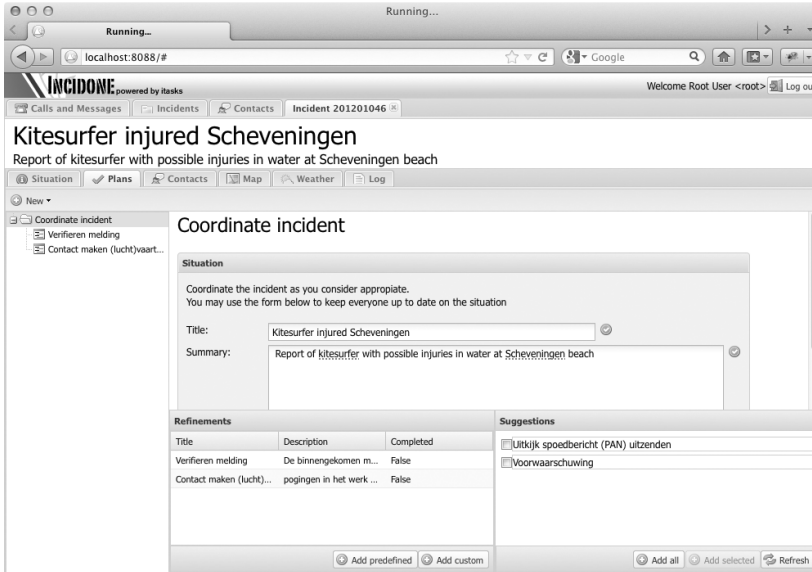 Running...
Running...
localhost:8088/#
Google
INCIDONE powered by itasks
Welcome Root User <root>
Log ou
Calls and Messages
Incidents
Contacts
Incident 201201046
Kitesurfer injured Scheveningen
Report of kitesurfer with possible injuries in water at Scheveningen beach
Situation
Plans
Contacts
Map
Weather
Log
New
Coordinate incident
Verifieren melding
Contact maken (lucht)vaart...
Coordinate incident
Situation
Coordinate the incident as you consider appropiate.
You may use the form below to keep everyone up to date on the situation
Title:
Kitesurfer injured Scheveningen
Summary:
Report of kitesurfer with possible injuries in water at Scheveningen beach
Refinements
Title Description Completed
Verifieren melding De binnengekomen m... False
Contact maken (lucht)... pogingen in het werk ... False
Add predefined
Add custom
Suggestions
Uitkijk spoedbericht (PAN) uitzenden
Voorwaarschuwing
Add all
Add selected
Refresh